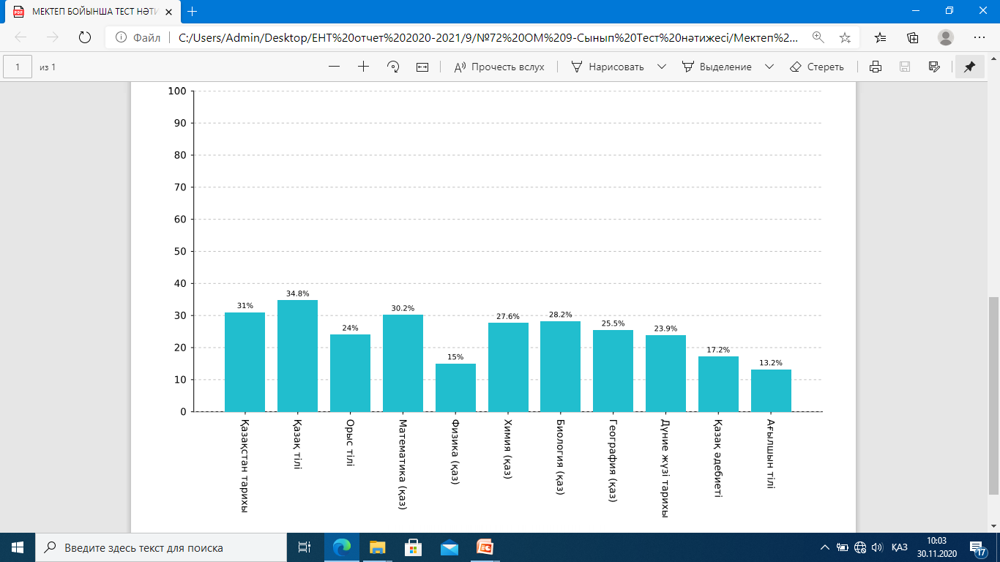 МЕКТЕП БОЙЫНША ТЕСТ НӘТИ
Файл
C:/Users/Admin/Desktop/ЕНТ%20отчет%202020-2021/9/№72%20ОМ%209-Сынып%20Тест%20нәтижесі/Мектеп%2...
1 из 1
Прочесть вслух
Нарисовать
Выделение
Стереть
100
90
80
70
60
50
40
30
20
10
0
31%
34.8%
24%
30.2%
15%
27.6%
28.2%
25.5%
23.9%
17.2%
13.2%
Қазақстан тарихы
Қазақ тілі
Орыс тілі
Математика (қаз)
Физика (қаз)
Химия (қаз)
Биология (қаз)
География (қаз)
Дүние жүзі тарихы
Қазақ әдебиеті
Ағылшын тілі
Введите здесь текст для поиска
ҚАЗ
10:03
30.11.2020
17